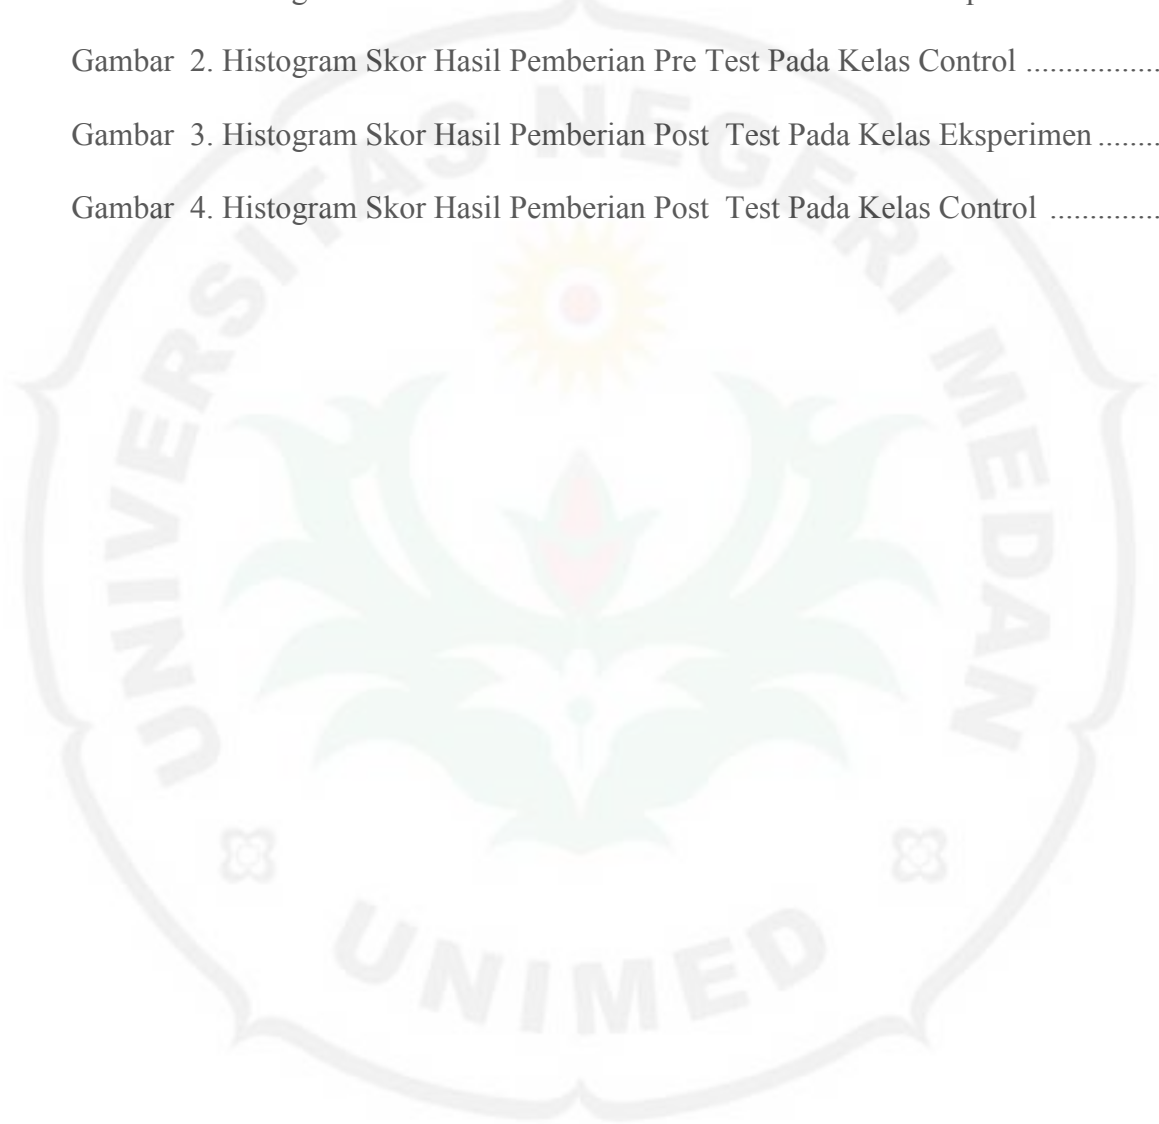 Gambar 2. Histogram Skor Hasil Pemberian Pre Test Pada Kelas Control .................
Gambar 3. Histogram Skor Hasil Pemberian Post Test Pada Kelas Eksperimen ........
Gambar 4. Histogram Skor Hasil Pemberian Post Test Pada Kelas Control ..............
UNIVERSITAS NEGERI MEDAN
UNIMED